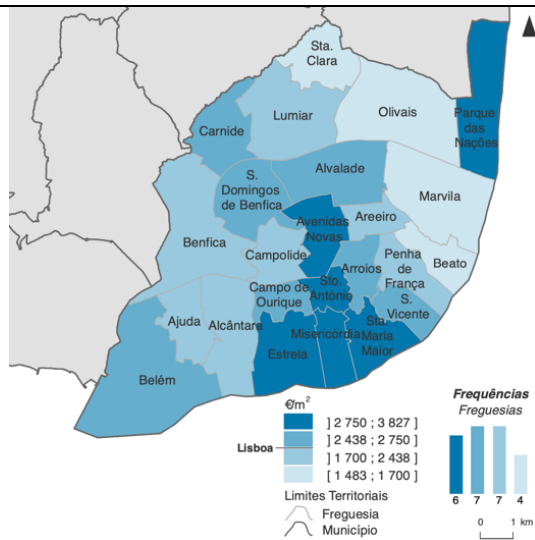 Sta.
Clara
Lumiar
Olivais
Parque
das
Nações
Carnide
S.
Domingos
de Benfica
Alvalade
Marvila
Avenidas
Novas
Areeiro
Benfica
Campolide
Beato
Penha
de
França
Arroios
Sto.
António
Campo de
Ourique
S.
Vicente
Ajuda
Alcântara
Estrela
Misericórdia
Sta.
Maria
Maior
Belém
€/m²
] 2 750 ; 3 827 ]
] 2 438 ; 2 750 ]
Lisboa
] 1 700 ; 2 438 ]
[ 1 483 ; 1 700 ]
Limites Territoriais
Freguesia
Município
Frequências
Freguesias
6 7 7 4
0 1 km